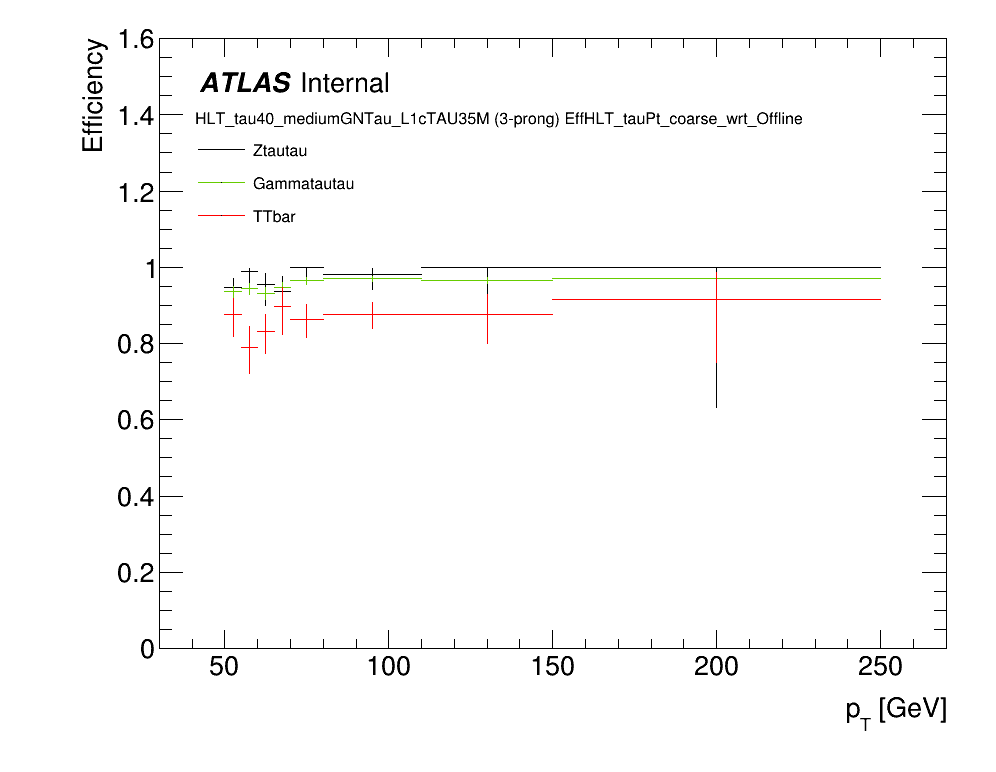 Efficiency
1.6
1.4
1.2
1
0.8
0.6
0.4
0.2
0
ATLAS Internal
HLT_tau40_mediumGNTau_L1cTAU35M (3-prong) EffHLT_tauPt_coarse_wrt_Offline
Ztautau
Gammatautau
TTbar
50 100 150 200 250
pT [GeV]